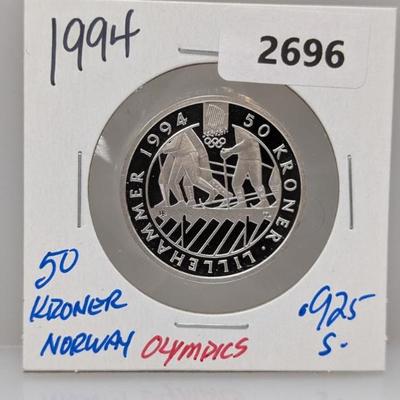 1994
2696
1994 50 KRONER · LILLEHAMMER
50
KRONER
NORWAY OLYMPICS
.925
S.